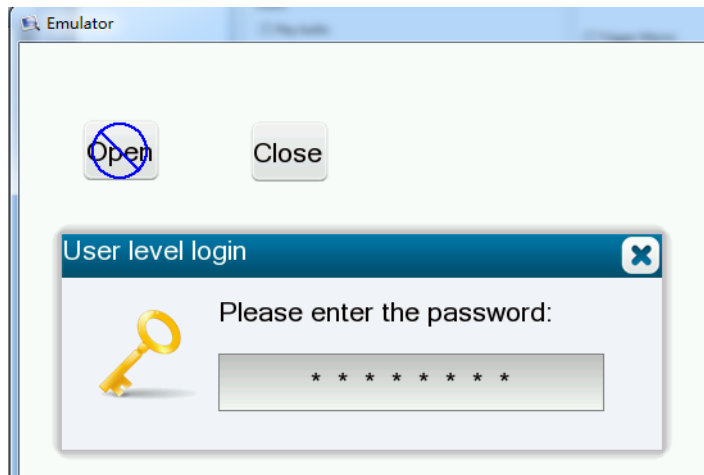 Emulator
Open
Close
User level login
Please enter the password:
* * * * * * * *